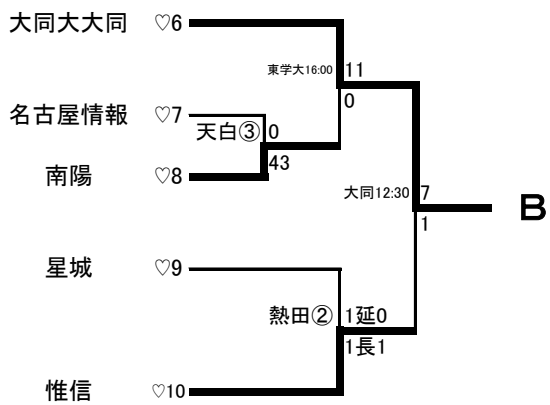 大同大大同 ♡6
東学大16:00 11
0
名古屋情報 ♡7
天白③ 0
43
南陽 ♡8
大同12:30 7
1
B
星城 ♡9
熱田② 1延0
1長1
惟信 ♡10